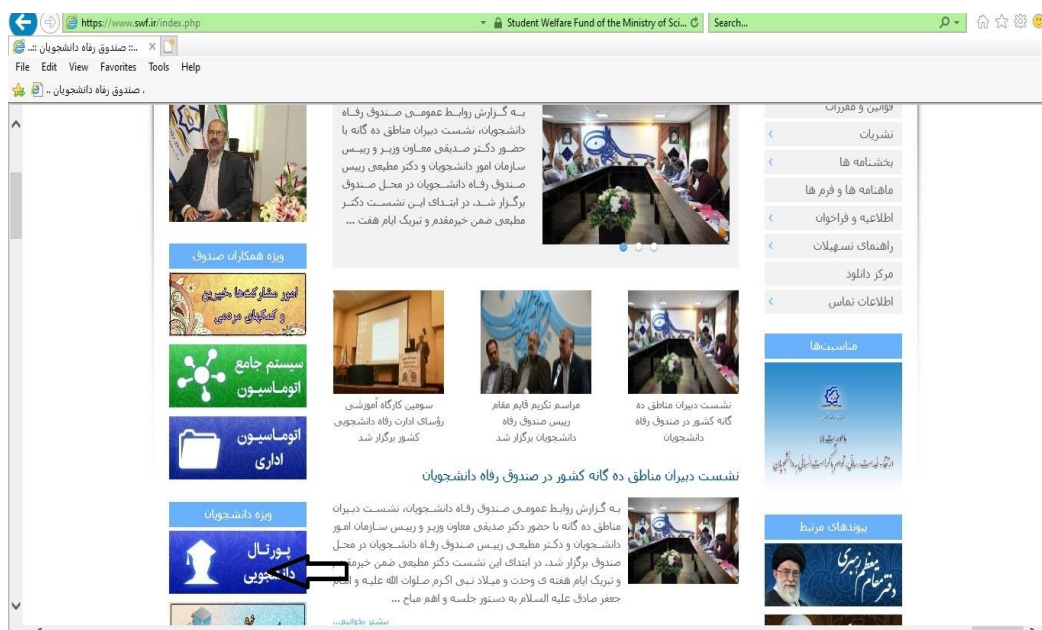 https://www.swf.ir/index.php
Student Welfare Fund of the Ministry of Sci...
Search...
..:: صندوق رفاه دانشجویان ::..
File Edit View Favorites Tools Help
صندوق رفاه دانشجویان ..
قوانین و مقررات
نشریات
بخشنامه ها
ماهنامه ها و فرم ها
اطلاعیه و فراخوان
راهنمای تسهیلات
مرکز دانلود
اطلاعات تماس
مناسبت‌ها
پیوندهای مرتبط
دفتر مقام معظم رهبری
به گزارش روابط عمومی صندوق رفاه
دانشجویان، نشست دبیران مناطق ده گانه با
حضور دکتر صدیقی معاون وزیر و رییس
سازمان امور دانشجویان و دکتر مطیعی رییس
صندوق رفاه دانشجویان در محل صندوق
برگزار شد. در ابتدای این نشست دکتر
مطیعی ضمن خیرمقدم و تبریک ایام هفت ...
نشست دبیران مناطق ده
گانه کشور در صندوق رفاه
دانشجویان
مراسم تکریم قایم مقام
رییس صندوق رفاه
دانشجویان برگزار شد
سومین کارگاه آموزشی
رؤسای ادارت رفاه دانشجویی
کشور برگزار شد
نشست دبیران مناطق ده گانه کشور در صندوق رفاه دانشجویان
به گزارش روابط عمومی صندوق رفاه دانشجویان، نشست دبیران
مناطق ده گانه با حضور دکتر صدیقی معاون وزیر و رییس سازمان امور
دانشجویان و دکتر مطیعی رییس صندوق رفاه دانشجویان در محل
صندوق برگزار شد. در ابتدای این نشست دکتر مطیعی ضمن
و تبریک ایام هفته ی وحدت و میلاد نبی اکرم صلوات الله علیه و
جعفر صادق علیه السلام به دستور جلسه و اهم مباح ...
بیشتر بخوانیم...
ویژه همکاران صندوق
امور مشارکت‌ها ،خیرین
و کمکهای مردمی
سیستم جامع
اتوماسیون
اتوماسیون
اداری
ویژه دانشجویان
پورتال
دانشجویی